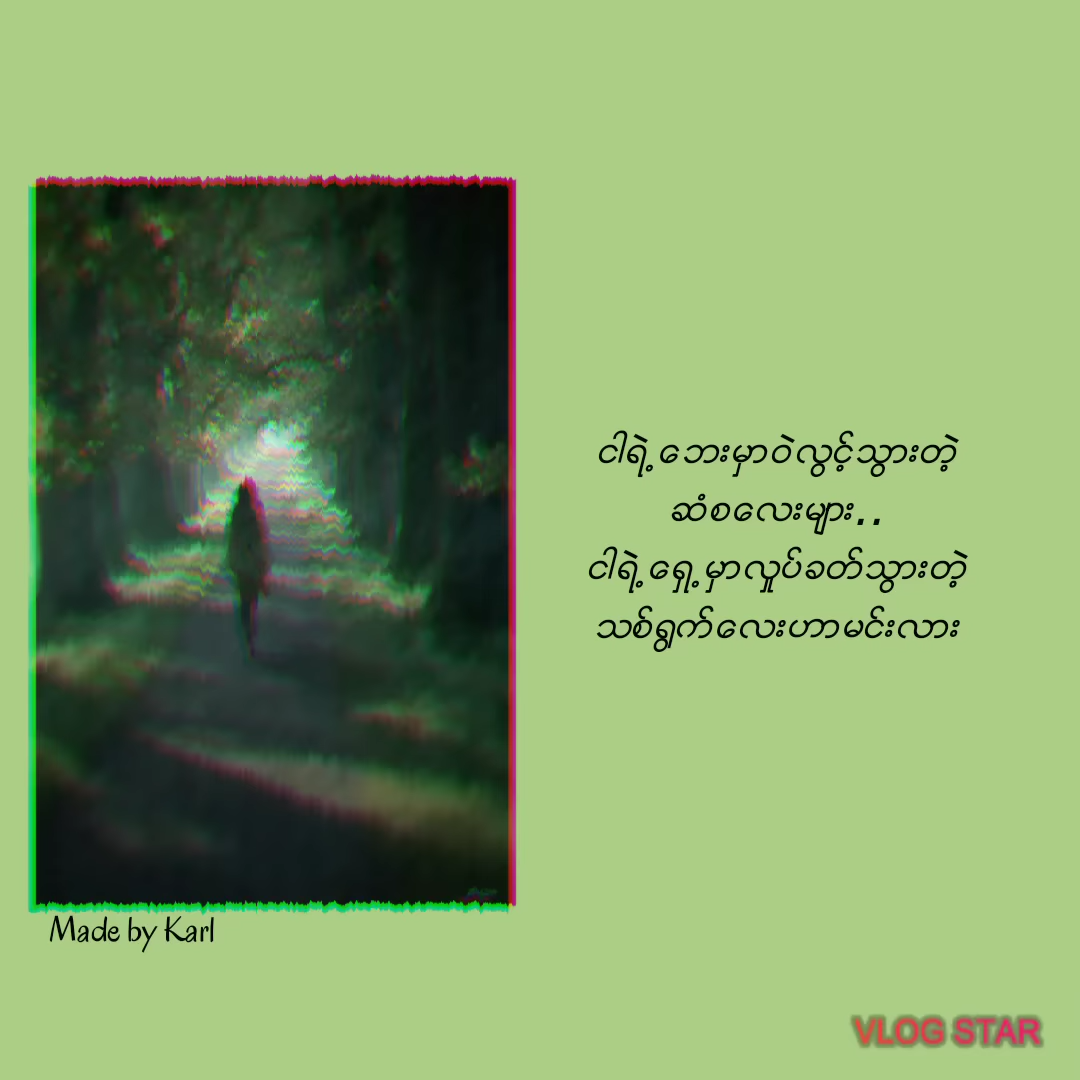 ငါရဲ့ဘေးမှာဝဲလွင့်သွားတဲ့
ဆံစလေးများ..
ငါရဲ့ရှေ့မှာလှုပ်ခတ်သွားတဲ့
သစ်ရွက်လေးဟာမင်းလား
Made by Karl
VLOG STAR